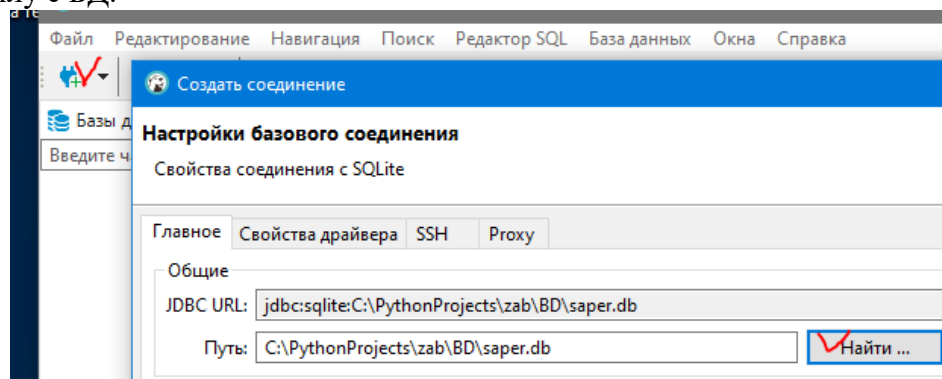 Файл Редактирование Навигация Поиск Редактор SQL База данных Окна Справка
Создать соединение
Базы д
Введите ч
Настройки базового соединения
Свойства соединения с SQLite
Главное Свойства драйвера SSH Proxy
Общие
JDBC URL: jdbc:sqlite:C:\PythonProjects\zab\BD\saper.db
Путь: C:\PythonProjects\zab\BD\saper.db Найти ...